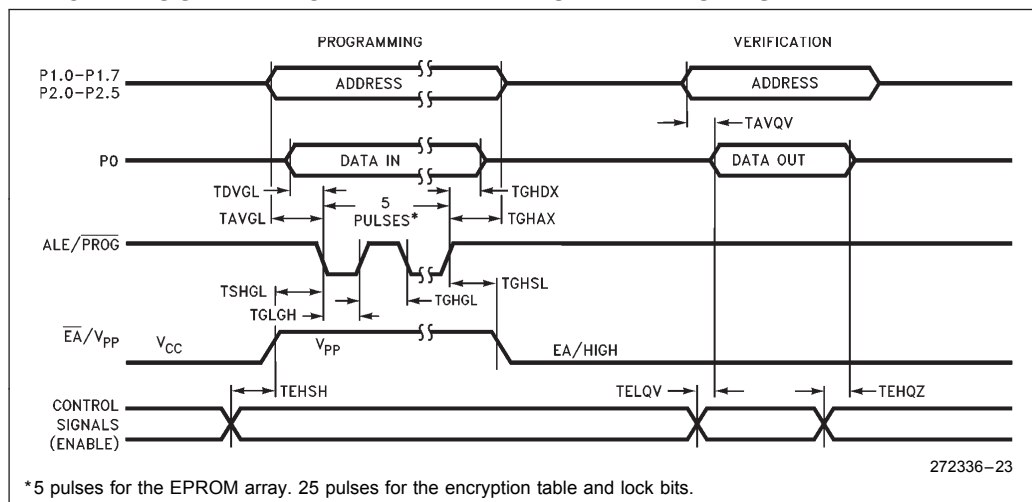 PROGRAMMING
VERIFICATION
P1.0–P1.7
P2.0–P2.5
ADDRESS
ADDRESS
TAVQV
P0
DATA IN
DATA OUT
TDVGL
5
PULSES*
TGHDX
TAVGL
TGHAX
ALE/PROG
TSHGL
TGHGL
TGHSL
TGLGH
EA/VPP
VCC
VPP
EA/HIGH
TEHSH
TELQV
TEHQZ
CONTROL
SIGNALS
(ENABLE)
272336–23
*5 pulses for the EPROM array. 25 pulses for the encryption table and lock bits.